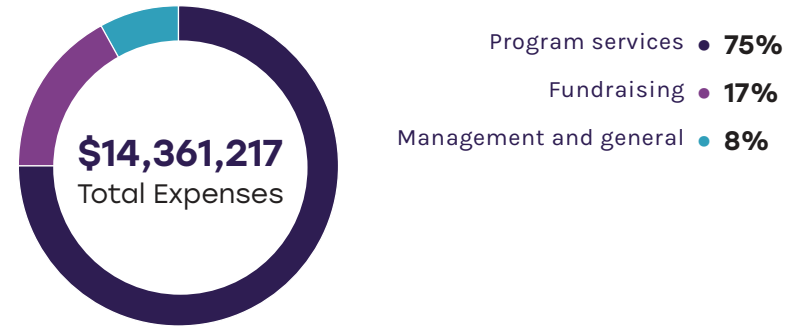 $14,361,217
Total Expenses
Program services • 75%
Fundraising • 17%
Management and general • 8%